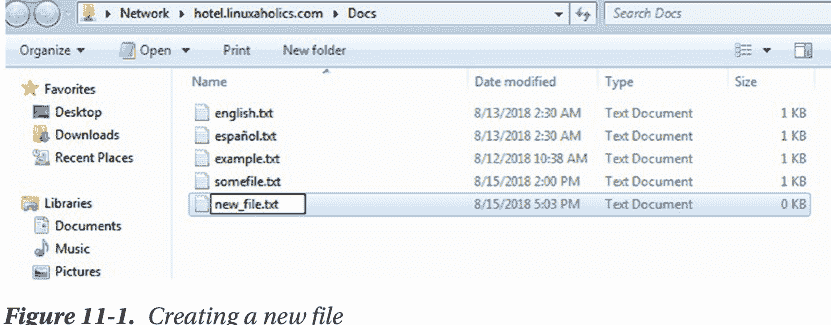 Network hotel.linuxaholics.com Docs Search Docs
Organize Open Print New folder
Favorites
Desktop
Downloads
Recent Places
Libraries
Documents
Music
Pictures
Name Date modified Type Size
english.txt 8/13/2018 2:30 AM Text Document 1 KB
español.txt 8/13/2018 2:30 AM Text Document 1 KB
example.txt 8/12/2018 10:38 AM Text Document 1 KB
somefile.txt 8/15/2018 2:00 PM Text Document 1 KB
new_file.txt 8/15/2018 5:03 PM Text Document 0 KB
Figure 11-1. Creating a new file